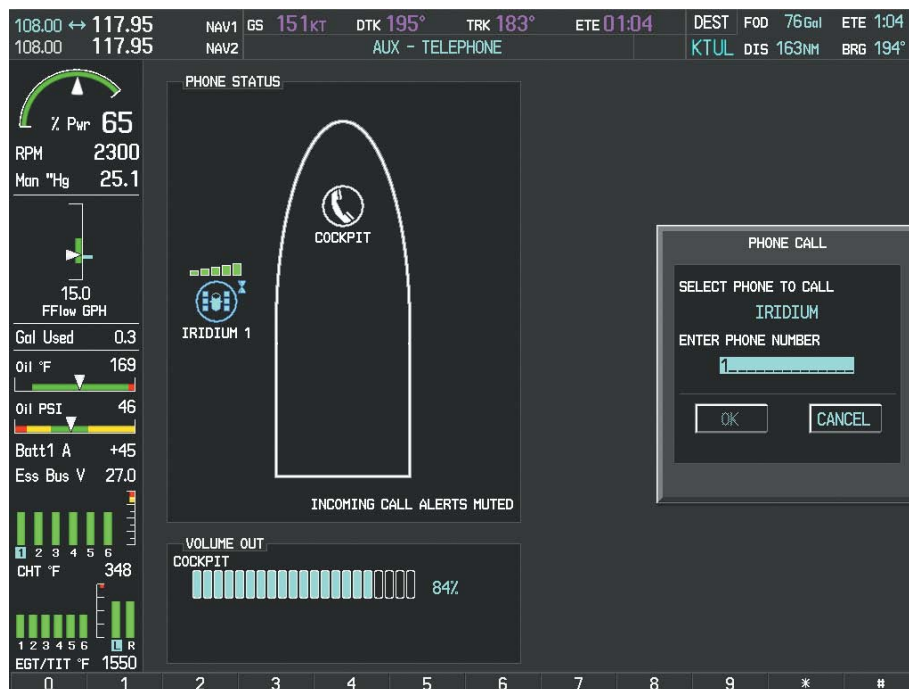 108.00 ↔ 117.95 NAV1 GS 151KT DTK 195° TRK 183° ETE 01:04 DEST FOD 76Gal ETE 1:04
108.00 117.95 NAV2 AUX - TELEPHONE KTUL DIS 163NM BRG 194°
PHONE STATUS
% Pwr 65
RPM 2300
Man "Hg 25.1
15.0
FFlow GPH
Gal Used 0.3
Oil °F 169
Oil PSI 46
Batt1 A +45
Ess Bus V 27.0
1 2 3 4 5 6
CHT °F 348
1 2 3 4 5 6 L R
EGT/TIT °F 1550
COCKPIT
IRIDIUM 1
INCOMING CALL ALERTS MUTED
VOLUME OUT
COCKPIT
84%
PHONE CALL
SELECT PHONE TO CALL
IRIDIUM
ENTER PHONE NUMBER
1______________
OK CANCEL
0 1 2 3 4 5 6 7 8 9 * #